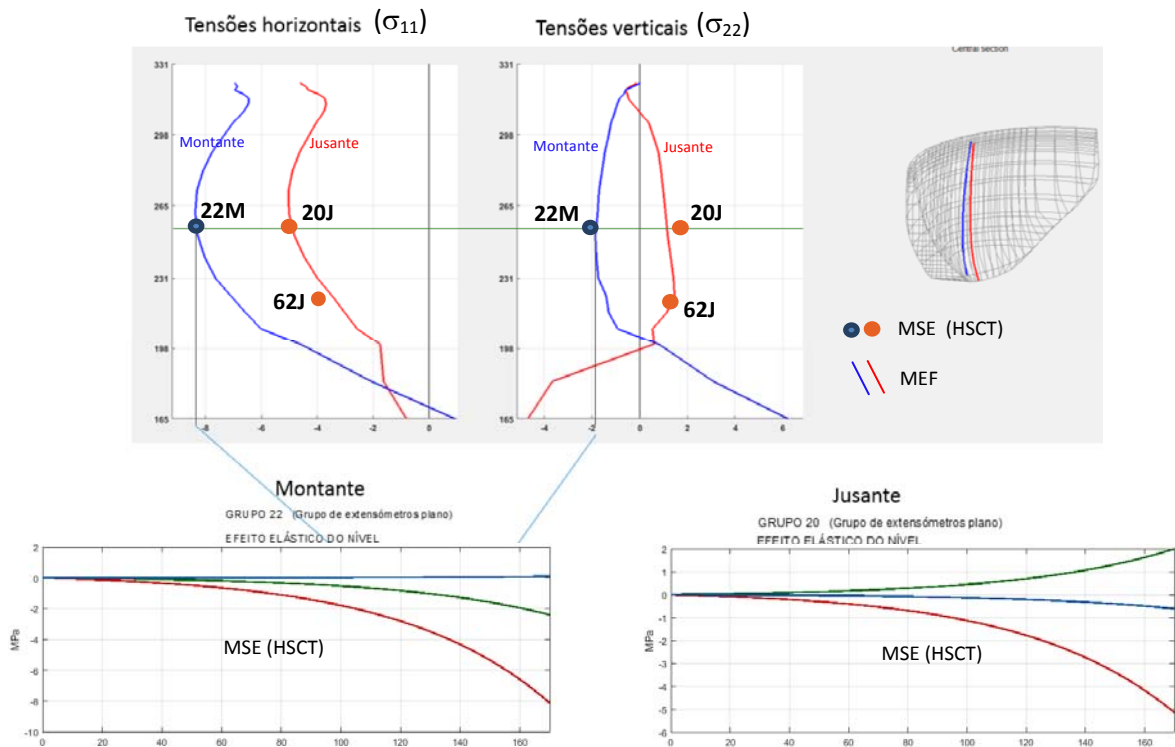 Tensões horizontais (σ11)
Tensões verticais (σ22)
Central section
331
298
265
231
198
165
Montante
Jusante
22M
20J
62J
-8
-6
-4
-2
0
331
298
265
231
198
165
Montante
Jusante
22M
20J
62J
-4
-2
0
2
4
6
MSE (HSCT)
MEF
Montante
GRUPO 22 (Grupo de extensómetros plano)
EFEITO ELÁSTICO DO NÍVEL
2
0
-2
-4
-6
-8
-10
MPa
MSE (HSCT)
0 20 40 60 80 100 120 140 160
Jusante
GRUPO 20 (Grupo de extensómetros plano)
EFEITO ELÁSTICO DO NÍVEL
2
1
0
-1
-2
-3
-4
-5
-6
MPa
MSE (HSCT)
0 20 40 60 80 100 120 140 160